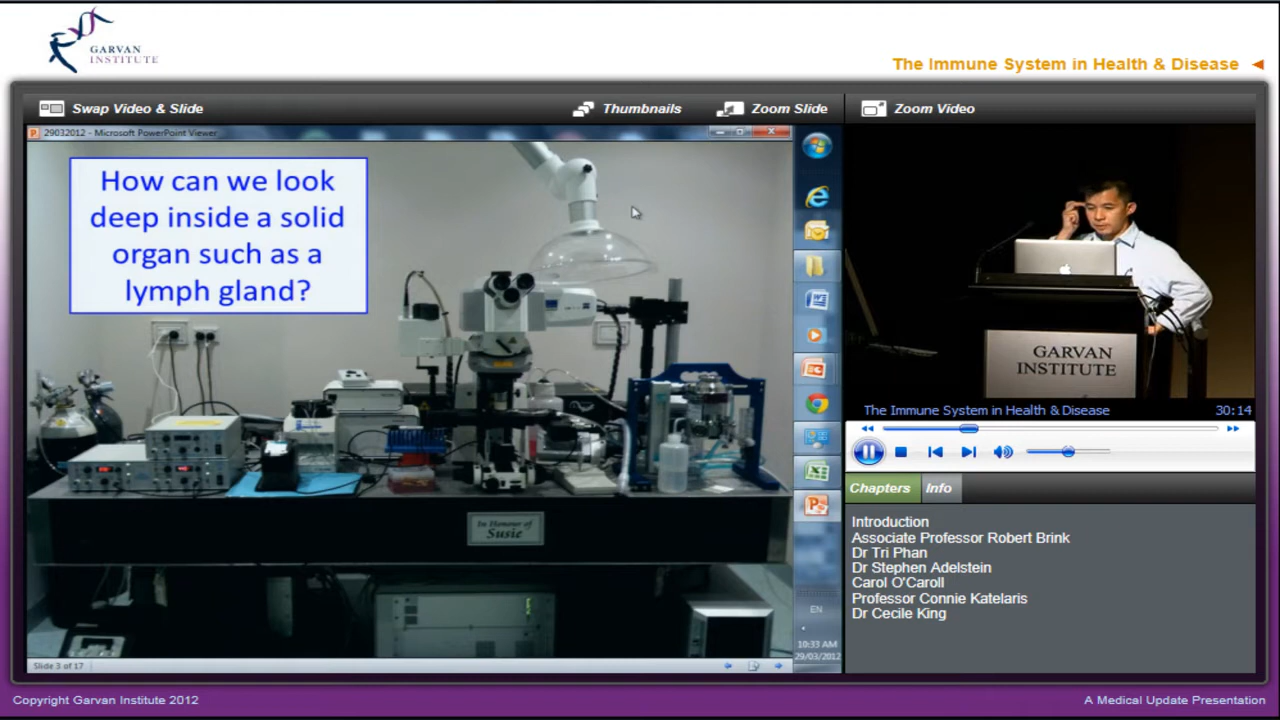 GARVAN
INSTITUTE
The Immune System in Health & Disease
Swap Video & Slide
Thumbnails
Zoom Slide
Zoom Video
29032012 - Microsoft PowerPoint Viewer
How can we look
deep inside a solid
organ such as a
lymph gland?
In Honour of
Susie
EN
10:33 AM
29/03/2012
Slide 3 of 17
GARVAN
INSTITUTE
The Immune System in Health & Disease
30:14
Chapters
Info
Introduction
Associate Professor Robert Brink
Dr Tri Phan
Dr Stephen Adelstein
Carol O'Caroll
Professor Connie Katelaris
Dr Cecile King
Copyright Garvan Institute 2012
A Medical Update Presentation